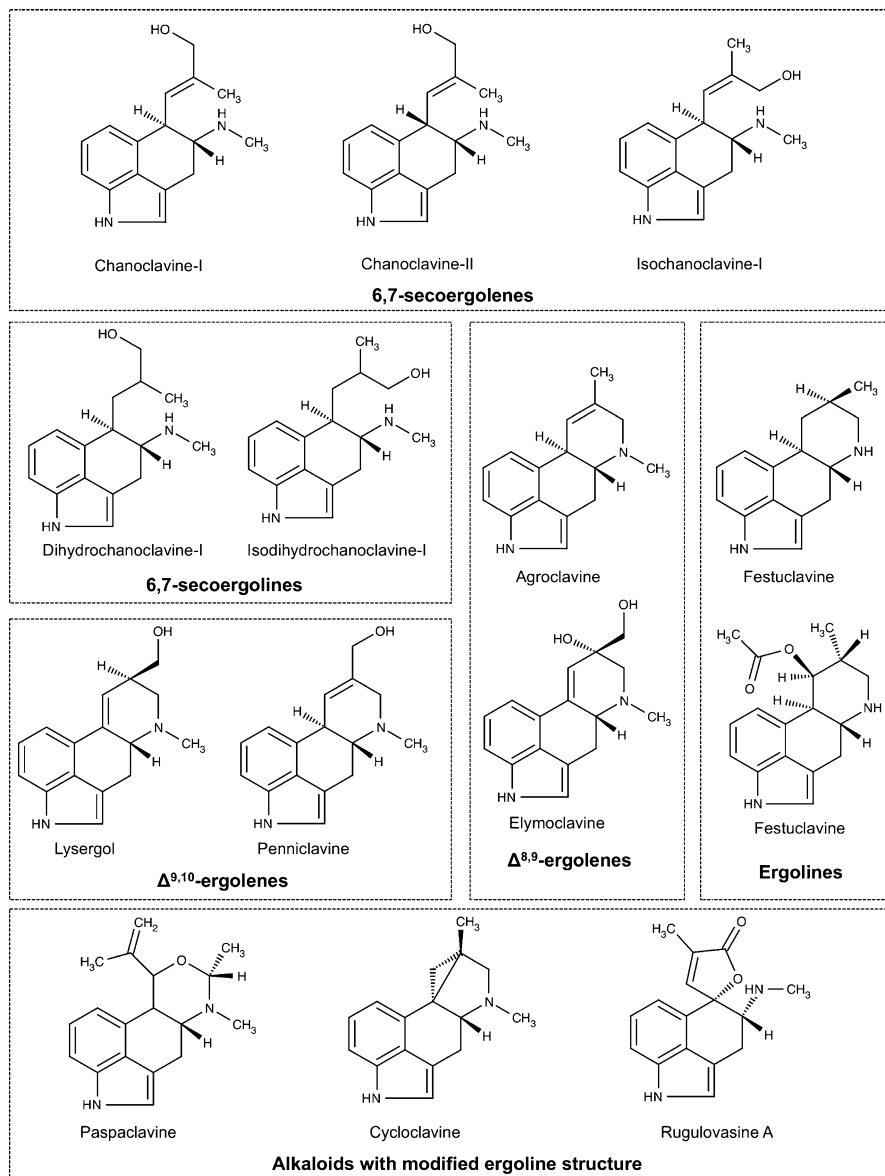 HO
CH3
H
H
N
CH3
H
HN
Chanoclavine-I
HO
CH3
H
H
N
CH3
H
HN
Chanoclavine-II
CH3
OH
H
H
N
CH3
H
HN
Isochanoclavine-I
6,7-secoergolenes
HO
CH3
H
H
N
CH3
H
HN
Dihydrochanoclavine-I
CH3
OH
H
H
N
CH3
H
HN
Isodihydrochanoclavine-I
6,7-secoergolines
CH3
H
N
CH3
H
HN
Agroclavine
OH
HO
N
CH3
H
HN
Elymoclavine
Δ8,9-ergolenes
H
CH3
H
NH
H
HN
Festuclavine
H3C
O
O
H3C
H
H
H
NH
H
HN
Festuclavine
Ergolines
OH
H
N
CH3
H
HN
Lysergol
OH
H
N
CH3
H
HN
Penniclavine
Δ9,10-ergolenes
CH2
H3C
O
CH3
H
N
CH3
H
HN
Paspaclavine
CH3
N
CH3
H
HN
Cycloclavine
H3C
O
O
HN
CH3
H
HN
Rugulovasine A
Alkaloids with modified ergoline structure